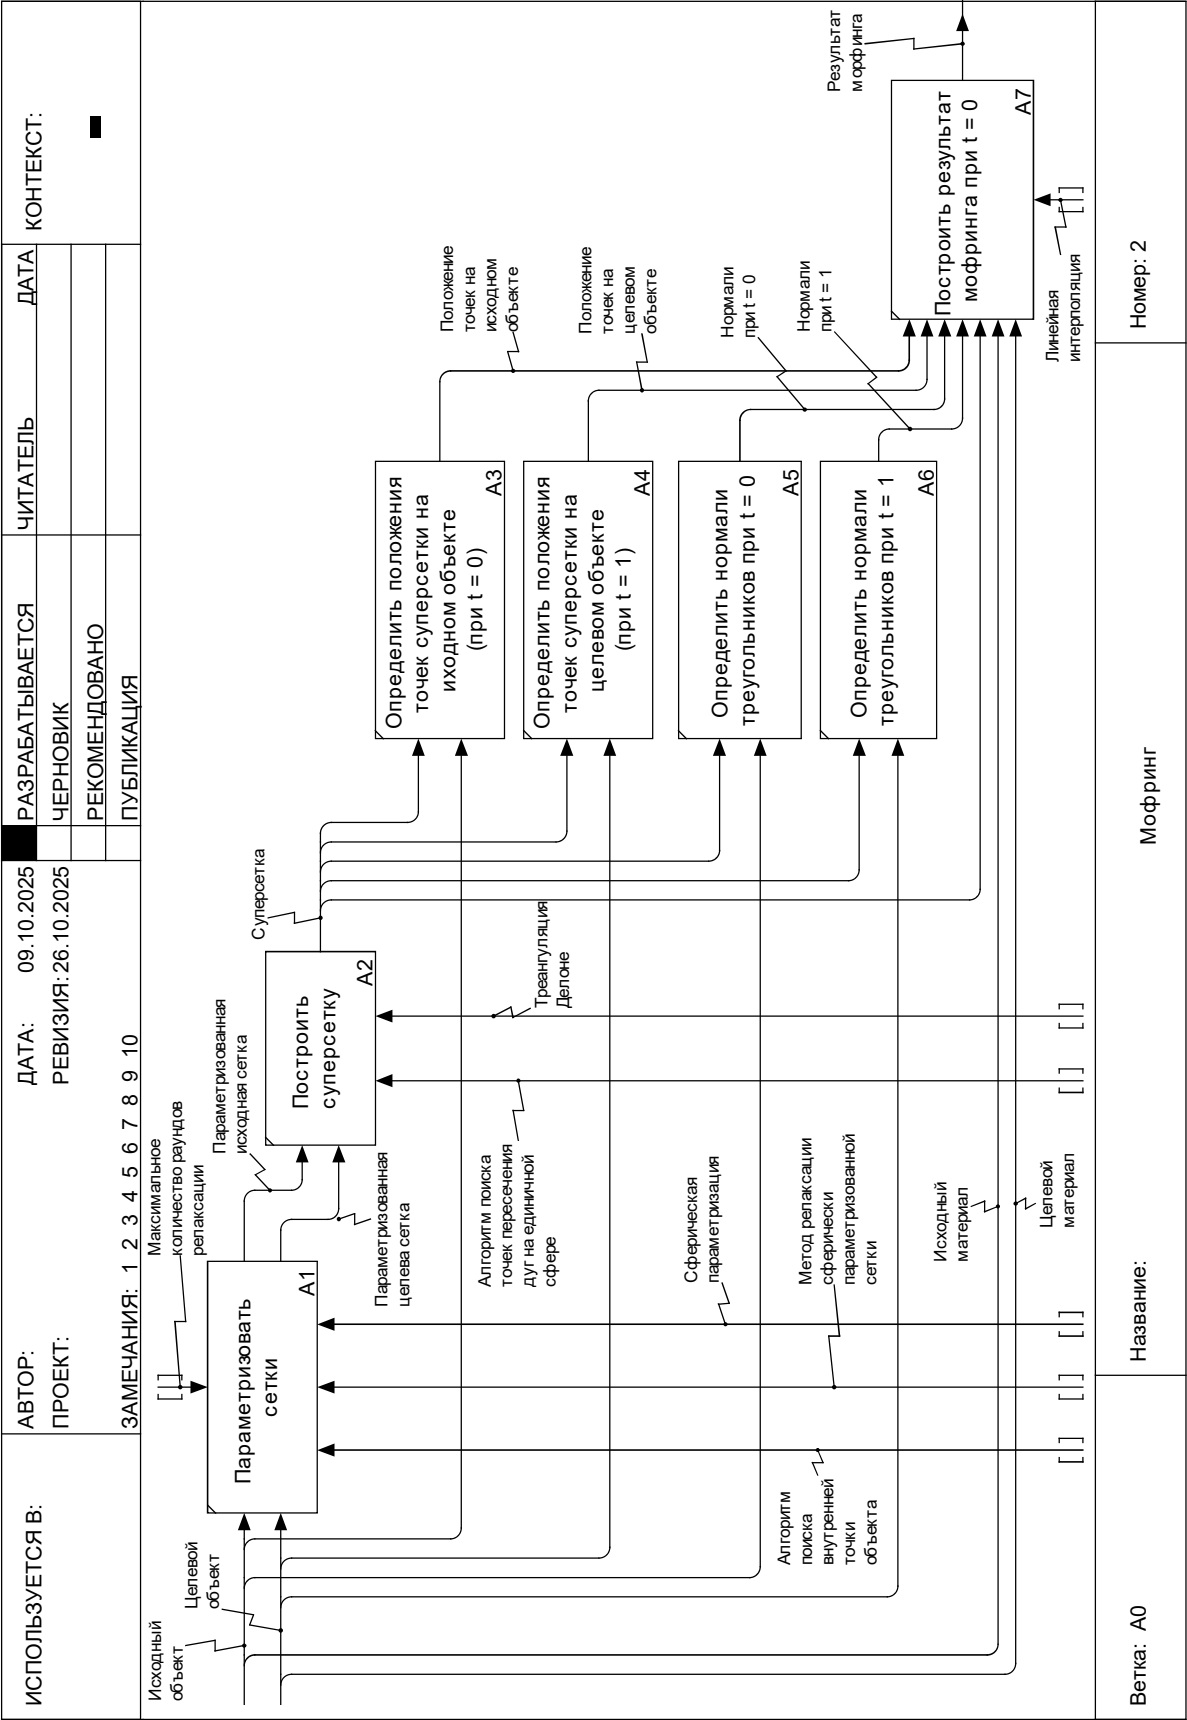 ИСПОЛЬЗУЕТСЯ В:
АВТОР:
ДАТА: 09.10.2025
ПРОЕКТ:
РЕВИЗИЯ: 26.10.2025
ЗАМЕЧАНИЯ: 1 2 3 4 5 6 7 8 9 10
РАЗРАБАТЫВАЕТСЯ
ЧЕРНОВИК
РЕКОМЕНДОВАНО
ПУБЛИКАЦИЯ
ЧИТАТЕЛЬ
ДАТА
КОНТЕКСТ:
Исходный
объект
Целевой
объект
Максимальное
количество раундов
релаксации
Параметризовать
сетки
A1
Параметризованная
исходная сетка
Параметризованная
целева сетка
Построить
суперсетку
A2
Суперсетка
Треангуляция
Делоне
Алгоритм поиска
точек пересечения
дуг на единичной
сфере
Сферическая
параметризация
Метод релаксации
сферически
параметризованной
сетки
Алгоритм
поиска
внутренней
точки
объекта
Определить положения
точек суперсетки на
иходном объекте
(при t = 0)
A3
Определить положения
точек суперсетки на
целевом объекте
(при t = 1)
A4
Определить нормали
треугольников при t = 0
A5
Определить нормали
треугольников при t = 1
A6
Положение
точек на
исходном
объекте
Положение
точек на
целевом
объекте
Нормали
при t = 0
Нормали
при t = 1
Исходный
материал
Целевой
материал
Построить результат
мофринга при t = 0
A7
Результат
морфинга
Линейная
интерполяция
Ветка: A0
Название:
Мофринг
Номер: 2